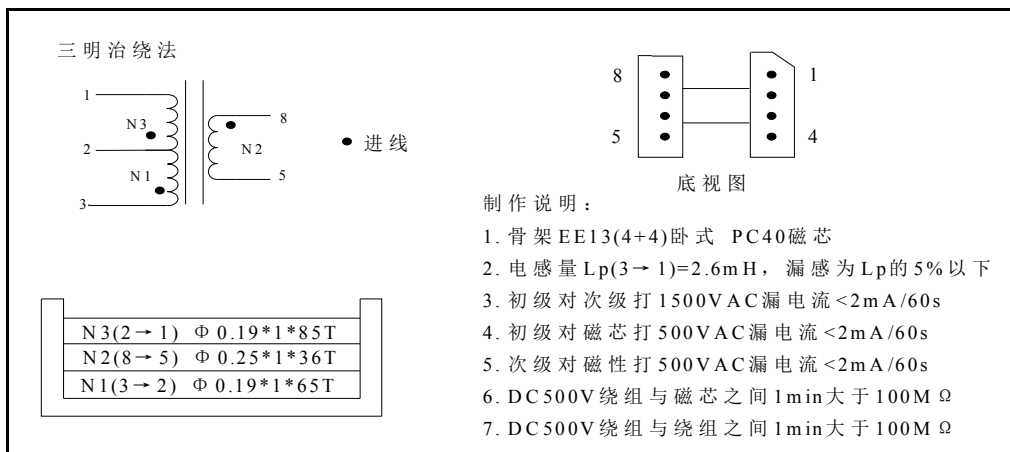 三明治绕法
1
N3
2
N1
3
8
N2
5
进线
8
1
5
4
底视图
N3(2→1) Φ0.19*1*85T
N2(8→5) Φ0.25*1*36T
N1(3→2) Φ0.19*1*65T
制作说明：
1.骨架EE13(4+4)卧式 PC40磁芯
2.电感量Lp(3→1)=2.6mH，漏感为Lp的5%以下
3.初级对次级打1500VAC漏电流<2mA/60s
4.初级对磁芯打500VAC漏电流<2mA/60s
5.次级对磁性打500VAC漏电流<2mA/60s
6.DC500V绕组与磁芯之间1min大于100MΩ
7.DC500V绕组与绕组之间1min大于100MΩ